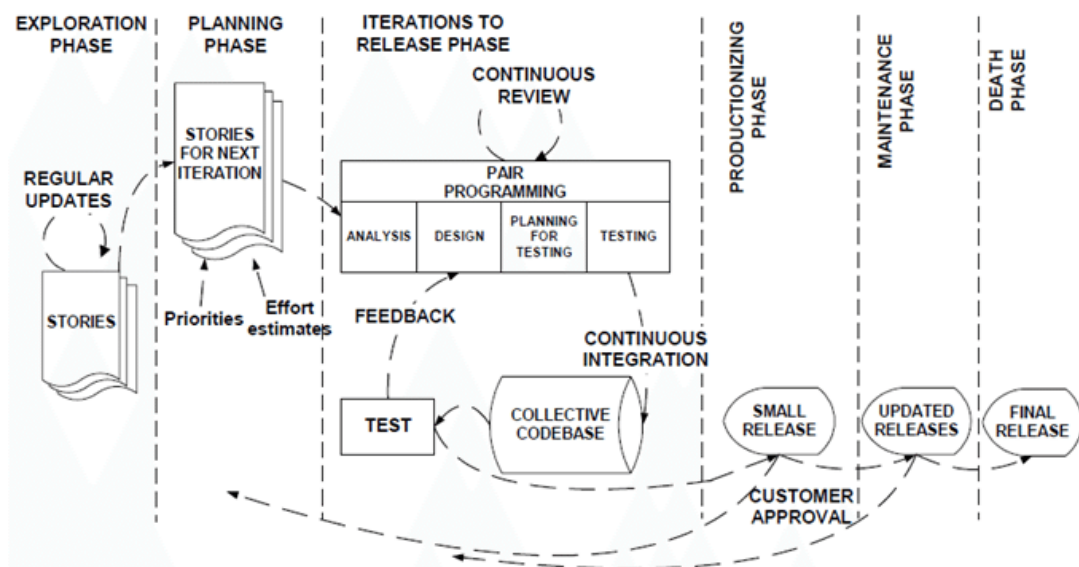 EXPLORATION
PHASE
PLANNING
PHASE
ITERATIONS TO
RELEASE PHASE
PRODUCTIONIZING
PHASE
MAINTENANCE
PHASE
DEATH
PHASE
CONTINUOUS
REVIEW
STORIES
FOR NEXT
ITERATION
REGULAR
UPDATES
PAIR
PROGRAMMING
ANALYSIS
DESIGN
PLANNING
FOR
TESTING
TESTING
STORIES
Priorities
Effort
estimates
FEEDBACK
CONTINUOUS
INTEGRATION
TEST
COLLECTIVE
CODEBASE
SMALL
RELEASE
UPDATED
RELEASES
FINAL
RELEASE
CUSTOMER
APPROVAL